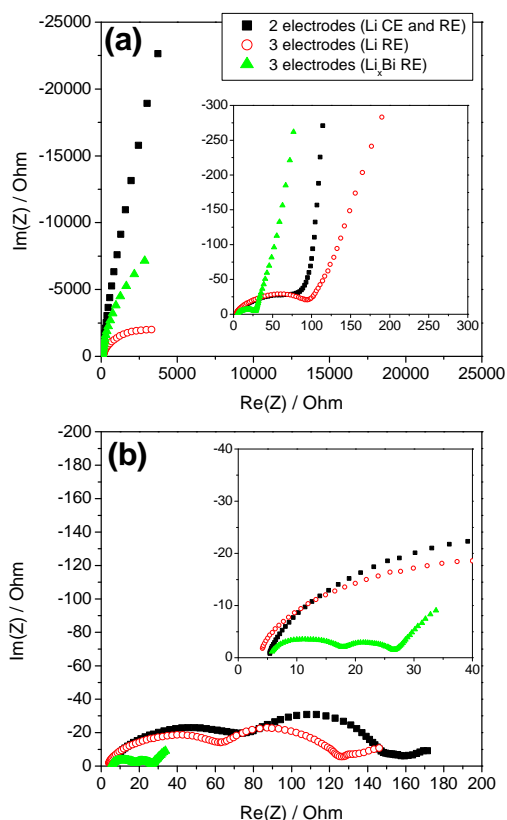 (a)
2 electrodes (Li CE and RE)
3 electrodes (Li RE)
3 electrodes (LiₓBi RE)
-25000
-20000
-15000
-10000
-5000
0
Im(Z) / Ohm
0 5000 10000 15000 20000 25000
Re(Z) / Ohm
-300
-250
-200
-150
-100
-50
0
0 50 100 150 200 250 300
(b)
-200
-180
-160
-140
-120
-100
-80
-60
-40
-20
0
Im(Z) / Ohm
0 20 40 60 80 100 120 140 160 180 200
Re(Z) / Ohm
-40
-30
-20
-10
0
0 10 20 30 40